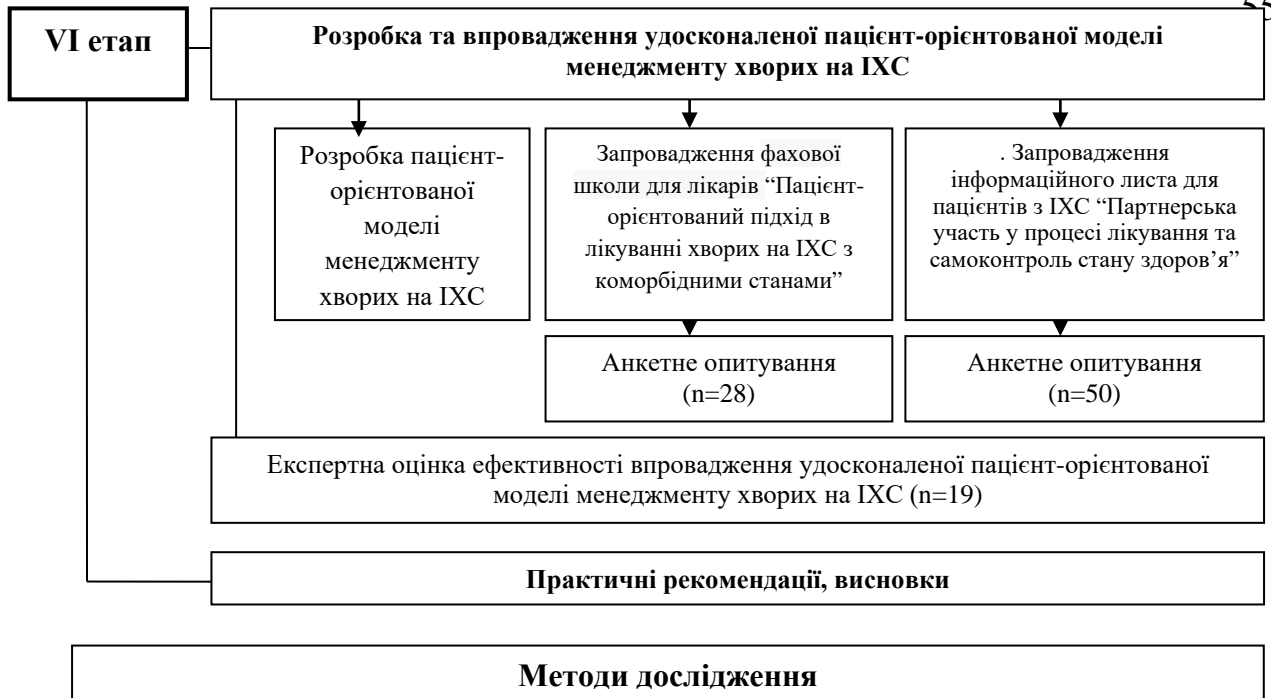 55
VI етап
Розробка та впровадження удосконаленої пацієнт-орієнтованої моделі
менеджменту хворих на ІХС
Розробка пацієнт-
орієнтованої
моделі
менеджменту
хворих на ІХС
Запровадження фахової
школи для лікарів “Пацієнт-
орієнтований підхід в
лікуванні хворих на ІХС з
коморбідними станами”
. Запровадження
інформаційного листа для
пацієнтів з ІХС “Партнерська
участь у процесі лікування та
самоконтроль стану здоров’я”
Анкетне опитування
(n=28)
Анкетне опитування
(n=50)
Експертна оцінка ефективності впровадження удосконаленої пацієнт-орієнтованої
моделі менеджменту хворих на ІХС (n=19)
Практичні рекомендації, висновки
Методи дослідження